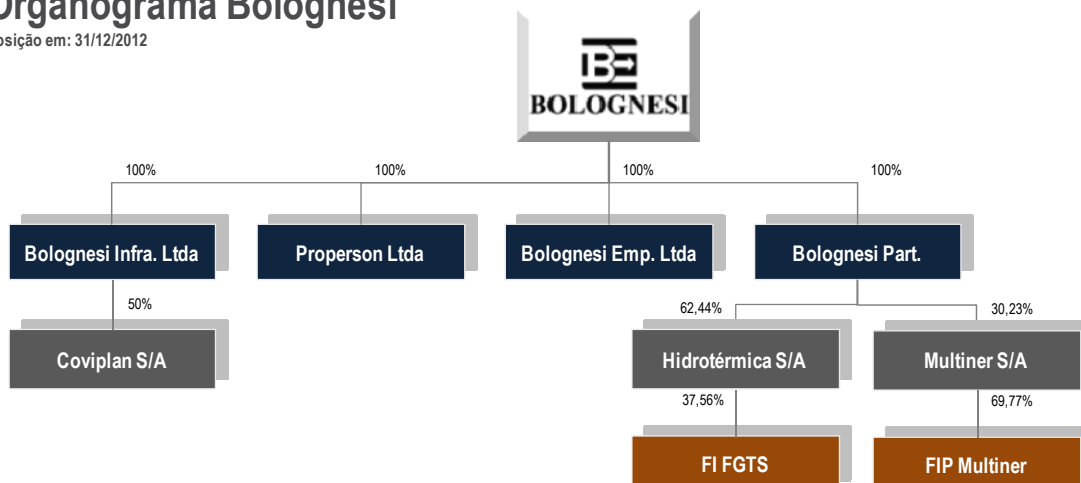 Organograma Bolognesi
osição em: 31/12/2012
BE
BOLOGNESI
100%
100%
100%
100%
Bolognesi Infra. Ltda
Properson Ltda
Bolognesi Emp. Ltda
Bolognesi Part.
50%
62,44%
30,23%
Coviplan S/A
Hidrotérmica S/A
Multiner S/A
37,56%
69,77%
FI FGTS
FIP Multiner